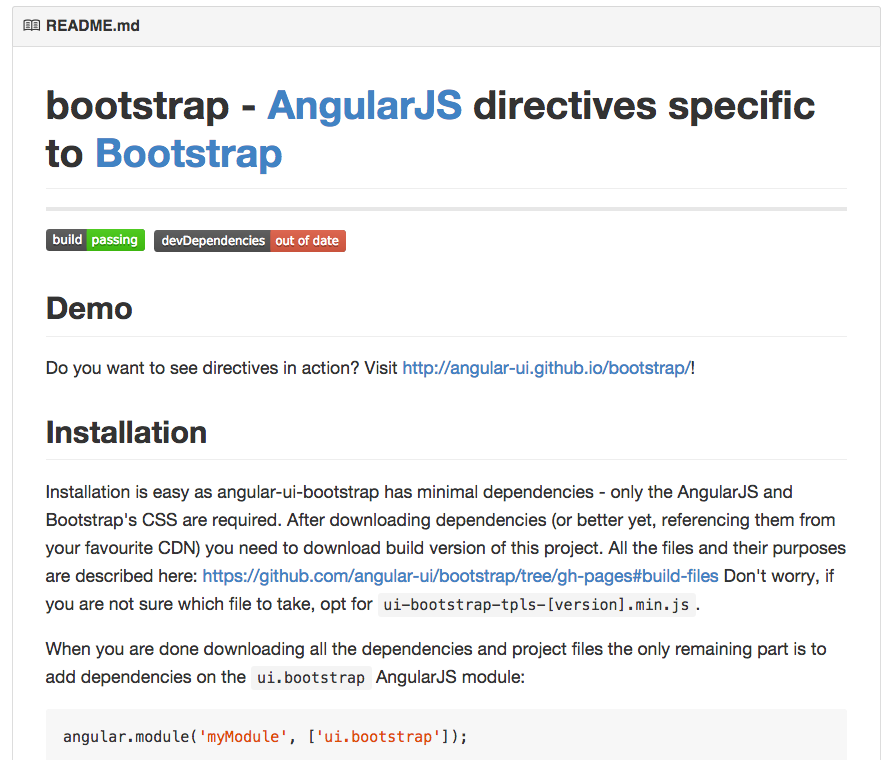 README.md
bootstrap - AngularJS directives specific
to Bootstrap
build passing devDependencies out of date
Demo
Do you want to see directives in action? Visit http://angular-ui.github.io/bootstrap/!
Installation
Installation is easy as angular-ui-bootstrap has minimal dependencies - only the AngularJS and
Bootstrap's CSS are required. After downloading dependencies (or better yet, referencing them from
your favourite CDN) you need to download build version of this project. All the files and their purposes
are described here: https://github.com/angular-ui/bootstrap/tree/gh-pages#build-files Don't worry, if
you are not sure which file to take, opt for ui-bootstrap-tpls-[version].min.js .
When you are done downloading all the dependencies and project files the only remaining part is to
add dependencies on the ui.bootstrap AngularJS module:
angular.module('myModule', ['ui.bootstrap']);